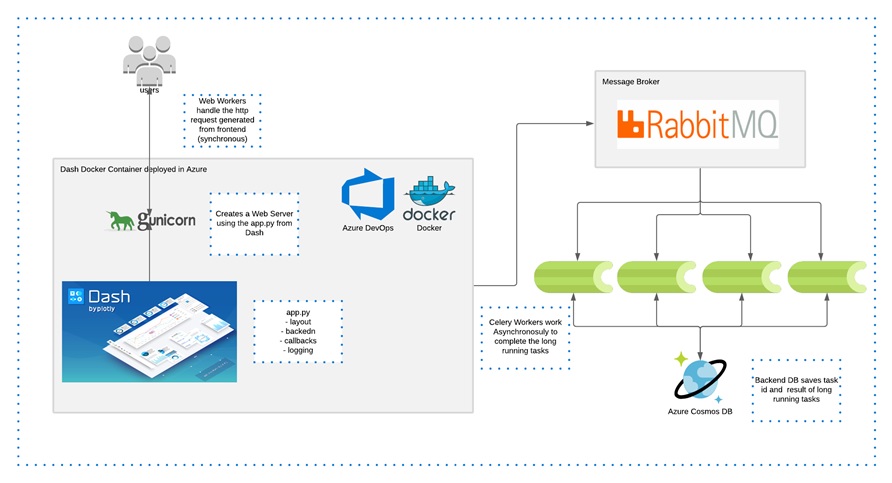 users
Web Workers
handle the http
request generated
from frontend
(synchronous)
Message Broker
RabbitMQ
Dash Docker Container deployed in Azure
gunicorn
Creates a Web Server
using the app.py from
Dash
Azure DevOps
docker
Docker
Dash
by plotly
app.py
- layout
- backedn
- callbacks
- logging
Celery Workers work
Asynchronosuly to
complete the long
running tasks
Azure Cosmos DB
Backend DB saves task
id and result of long
running tasks